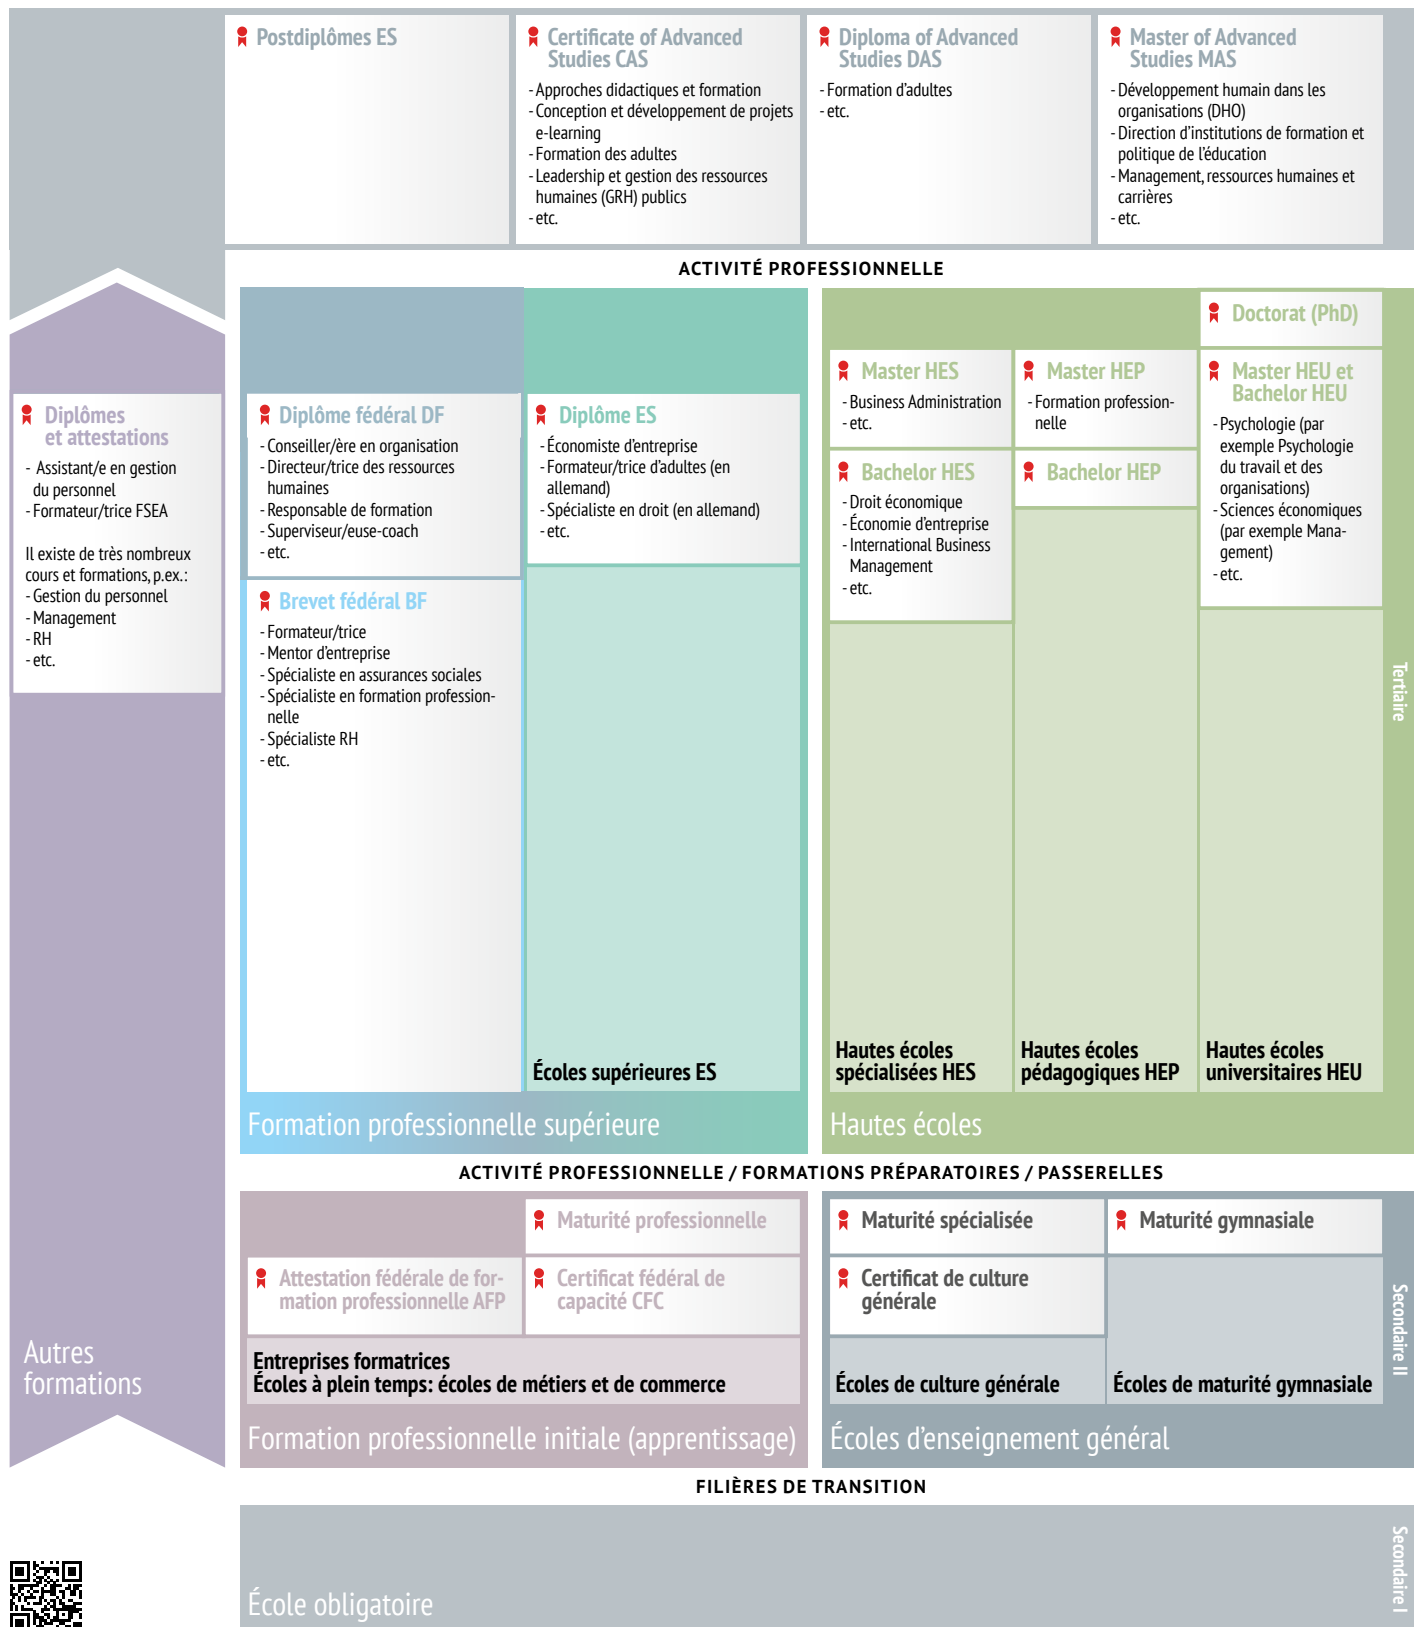 Postdiplômes ES
Certificate of Advanced
Studies CAS
- Approches didactiques et formation
- Conception et développement de projets
e-learning
- Formation des adultes
- Leadership et gestion des ressources
humaines (GRH) publics
- etc.
Diploma of Advanced
Studies DAS
- Formation d'adultes
- etc.
Master of Advanced
Studies MAS
- Développement humain dans les
organisations (DHO)
- Direction d'institutions de formation et
politique de l'éducation
- Management, ressources humaines et
carrières
- etc.
ACTIVITÉ PROFESSIONNELLE
Diplômes
et attestations
- Assistant/e en gestion
du personnel
- Formateur/trice FSEA
Il existe de très nombreux
cours et formations, p.ex.:
- Gestion du personnel
- Management
- RH
- etc.
Autres
formations
Diplôme fédéral DF
- Conseiller/ère en organisation
- Directeur/trice des ressources
humaines
- Responsable de formation
- Superviseur/euse-coach
- etc.
Brevet fédéral BF
- Formateur/trice
- Mentor d'entreprise
- Spécialiste en assurances sociales
- Spécialiste en formation profession-
nelle
- Spécialiste RH
- etc.
Diplôme ES
- Économiste d'entreprise
- Formateur/trice d'adultes (en
allemand)
- Spécialiste en droit (en allemand)
- etc.
Écoles supérieures ES
Formation professionnelle supérieure
Master HES
- Business Administration
- etc.
Bachelor HES
- Droit économique
- Économie d'entreprise
- International Business
Management
- etc.
Hautes écoles
spécialisées HES
Master HEP
- Formation profession-
nelle
Bachelor HEP
Hautes écoles
pédagogiques HEP
Doctorat (PhD)
Master HEU et
Bachelor HEU
- Psychologie (par
exemple Psychologie
du travail et des
organisations)
- Sciences économiques
(par exemple Mana-
gement)
- etc.
Hautes écoles
universitaires HEU
Hautes écoles
Tertiaire
ACTIVITÉ PROFESSIONNELLE / FORMATIONS PRÉPARATOIRES / PASSERELLES
Maturité professionnelle
Attestation fédérale de for-
mation professionnelle AFP
Certificat fédéral de
capacité CFC
Entreprises formatrices
Écoles à plein temps: écoles de métiers et de commerce
Formation professionnelle initiale (apprentissage)
Maturité spécialisée
Certificat de culture
générale
Écoles de culture générale
Maturité gymnasiale
Écoles de maturité gymnasiale
Écoles d'enseignement général
Secondaire II
FILIÈRES DE TRANSITION
École obligatoire
Secondaire I